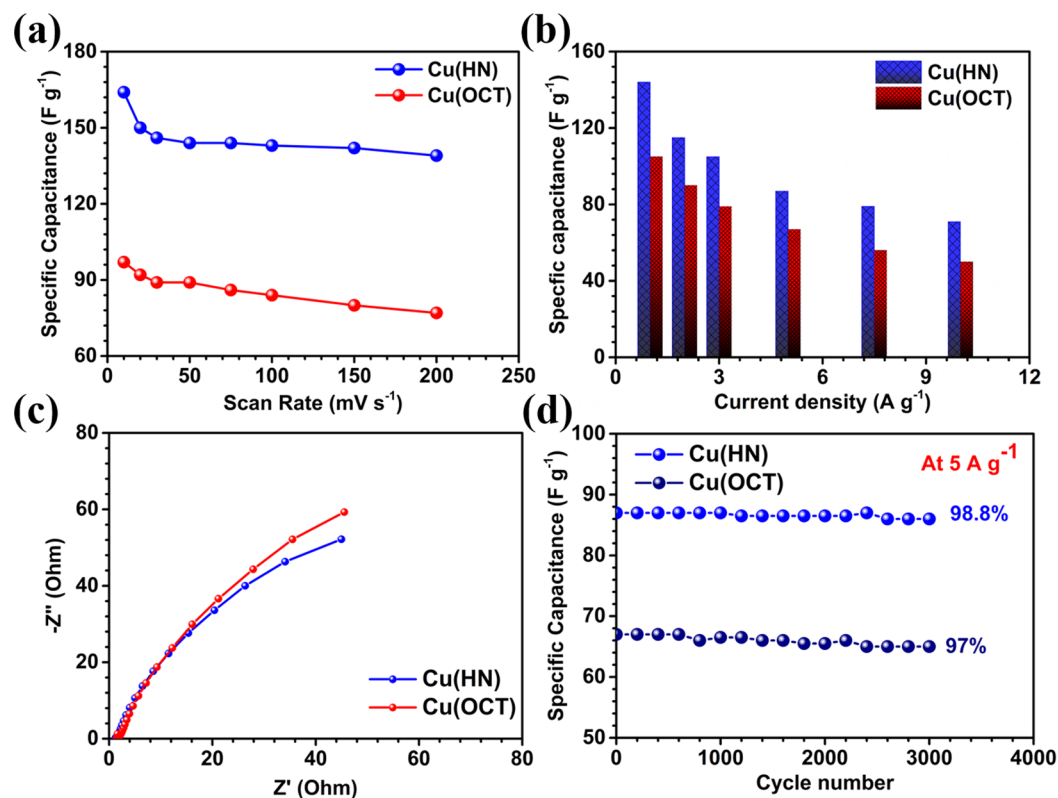 (a)
180
150
120
90
60
Specific Capacitance (F g⁻¹)
Cu(HN)
Cu(OCT)
0 50 100 150 200 250
Scan Rate (mV s⁻¹)
(b)
160
120
80
40
0
Specfic capacitance (F g⁻¹)
Cu(HN)
Cu(OCT)
0 3 6 9 12
Current density (A g⁻¹)
(c)
80
60
40
20
0
-Z'' (Ohm)
Cu(HN)
Cu(OCT)
0 20 40 60 80
Z' (Ohm)
(d)
100
90
80
70
60
50
Specific Capacitance (F g⁻¹)
Cu(HN)
Cu(OCT)
At 5 A g⁻¹
98.8%
97%
0 1000 2000 3000 4000
Cycle number